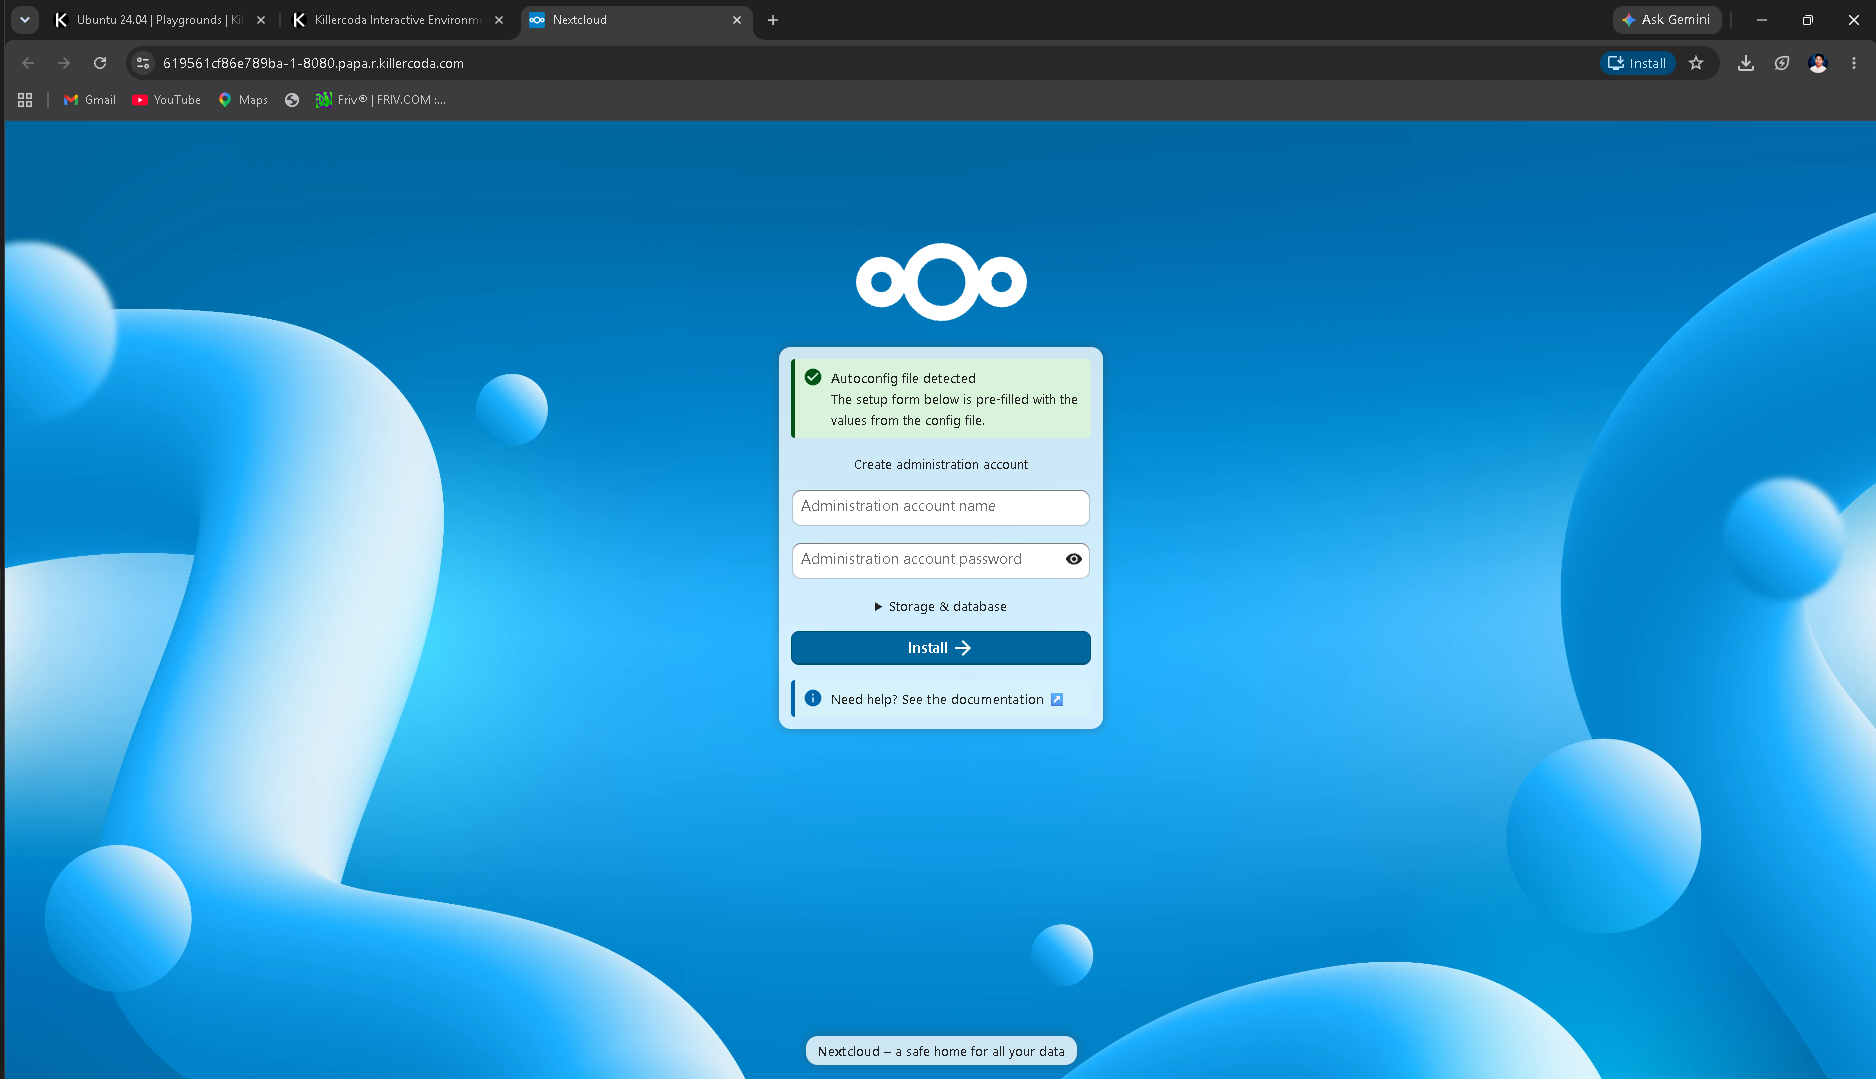 Ubuntu 24.04 | Playgrounds | Kil
Killercoda Interactive Environme
Nextcloud
Ask Gemini
619561cf86e789ba-1-8080.papa.r.killercoda.com
Install
Gmail
YouTube
Maps
Friv® | FRIV.COM :...
Autoconfig file detected
The setup form below is pre-filled with the
values from the config file.
Create administration account
Administration account name
Administration account password
Storage & database
Install
Need help? See the documentation
Nextcloud – a safe home for all your data